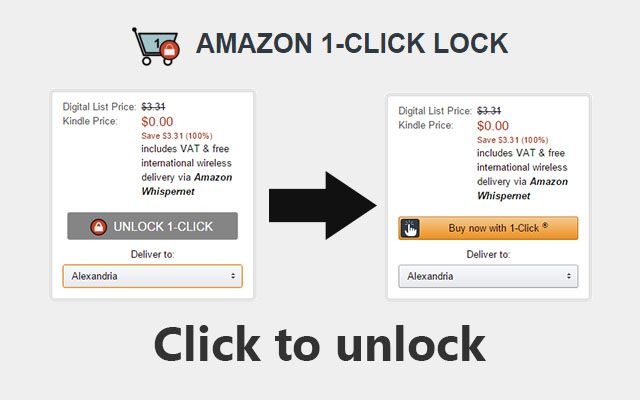 1
AMAZON 1-CLICK LOCK
Digital List Price: $3.31
Kindle Price: $0.00
Save $3.31 (100%)
includes VAT & free
international wireless
delivery via Amazon
Whispernet
UNLOCK 1-CLICK
Deliver to:
Alexandria
Digital List Price: $3.31
Kindle Price: $0.00
Save $3.31 (100%)
includes VAT & free
international wireless
delivery via Amazon
Whispernet
Buy now with 1-Click ®
Deliver to:
Alexandria
Click to unlock